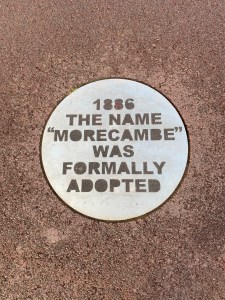 1886
THE NAME
“MORECAMBE”
WAS
FORMALLY
ADOPTED